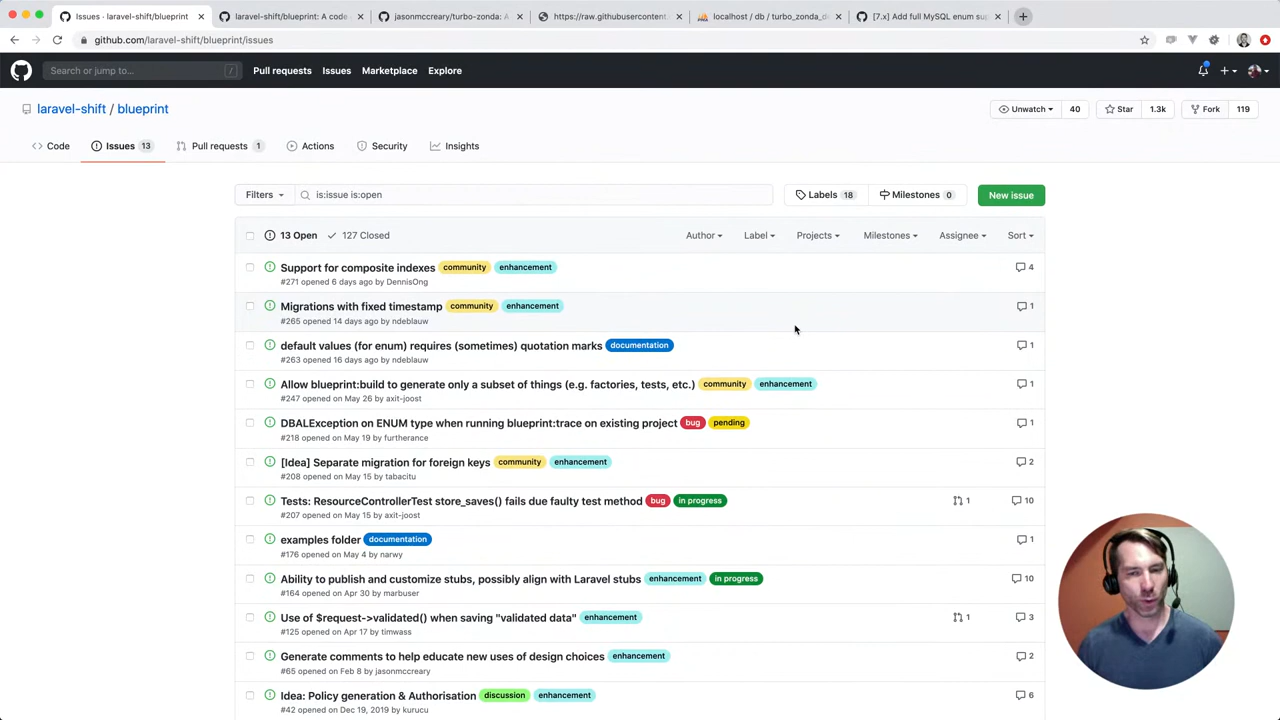 Issues · laravel-shift/blueprint
laravel-shift/blueprint: A code
jasonmccreary/turbo-zonda: A
https://raw.githubusercontent
localhost / db / turbo_zonda_d
[7.x] Add full MySQL enum sup
github.com/laravel-shift/blueprint/issues
Search or jump to... /
Pull requests Issues Marketplace Explore
laravel-shift / blueprint
Unwatch 40 Star 1.3k Fork 119
Code Issues 13 Pull requests 1 Actions Security Insights
Filters is:issue is:open Labels 18 Milestones 0 New issue
13 Open 127 Closed Author Label Projects Milestones Assignee Sort
Support for composite indexes community enhancement 4
#271 opened 6 days ago by DennisOng
Migrations with fixed timestamp community enhancement 1
#265 opened 14 days ago by ndeblauw
default values (for enum) requires (sometimes) quotation marks documentation 1
#263 opened 16 days ago by ndeblauw
Allow blueprint:build to generate only a subset of things (e.g. factories, tests, etc.) community enhancement 1
#247 opened on May 26 by axit-joost
DBALException on ENUM type when running blueprint:trace on existing project bug pending 1
#218 opened on May 19 by furtherance
[Idea] Separate migration for foreign keys community enhancement 2
#208 opened on May 15 by tabacitu
Tests: ResourceControllerTest store_saves() fails due faulty test method bug in progress 1 10
#207 opened on May 15 by axit-joost
examples folder documentation 1
#176 opened on May 4 by narwy
Ability to publish and customize stubs, possibly align with Laravel stubs enhancement in progress 10
#164 opened on Apr 30 by marbuser
Use of $request->validated() when saving "validated data" enhancement 1 3
#125 opened on Apr 17 by timwass
Generate comments to help educate new uses of design choices enhancement 2
#65 opened on Feb 8 by jasonmccreary
Idea: Policy generation & Authorisation discussion enhancement 6
#42 opened on Dec 19, 2019 by kurucu